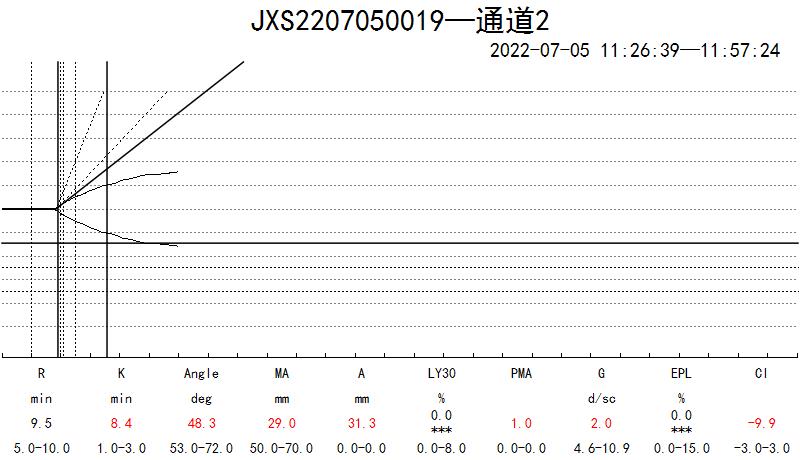 JXS2207050019—通道2
2022-07-05 11:26:39—11:57:24
R K Angle MA A LY30 PMA G EPL CI
min min deg mm mm % d/sc %
9.5 8.4 48.3 29.0 31.3 0.0 1.0 2.0 0.0 -9.9
*** ***
5.0-10.0 1.0-3.0 53.0-72.0 50.0-70.0 0.0-0.0 0.0-8.0 0.0-0.0 4.6-10.9 0.0-15.0 -3.0-3.0